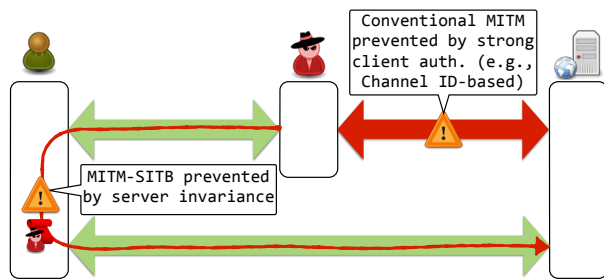 Conventional MITM
prevented by strong
client auth. (e.g.,
Channel ID-based)
MITM-SITB prevented
by server invariance